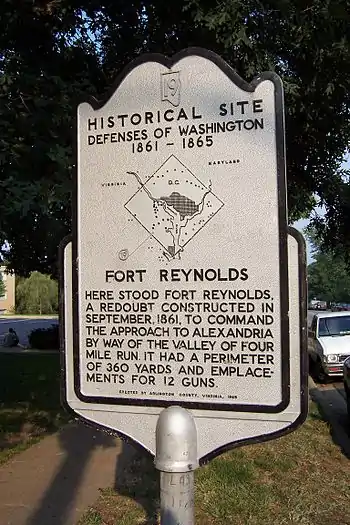 19
HISTORICAL SITE
DEFENSES OF WASHINGTON
1861 - 1865
MARYLAND
VIRGINIA
D.C.
19
FORT REYNOLDS
HERE STOOD FORT REYNOLDS,
A REDOUBT CONSTRUCTED IN
SEPTEMBER, 1861, TO COMMAND
THE APPROACH TO ALEXANDRIA
BY WAY OF THE VALLEY OF FOUR
MILE RUN. IT HAD A PERIMETER
OF 360 YARDS AND EMPLACE-
MENTS FOR 12 GUNS.
ERECTED BY ARLINGTON COUNTY, VIRGINIA, 1965